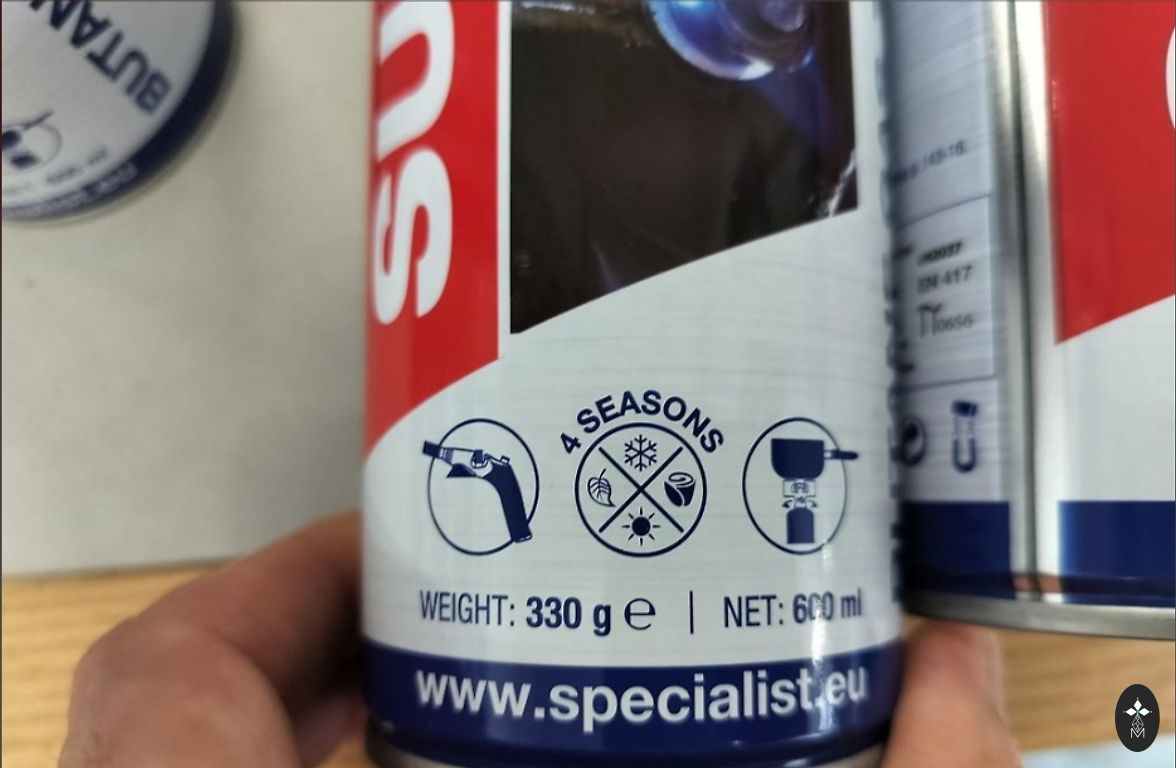 BUTAN
SU
4 SEASONS
WEIGHT: 330 g ℮ | NET: 600 ml
www.specialist.eu
EN 417
M